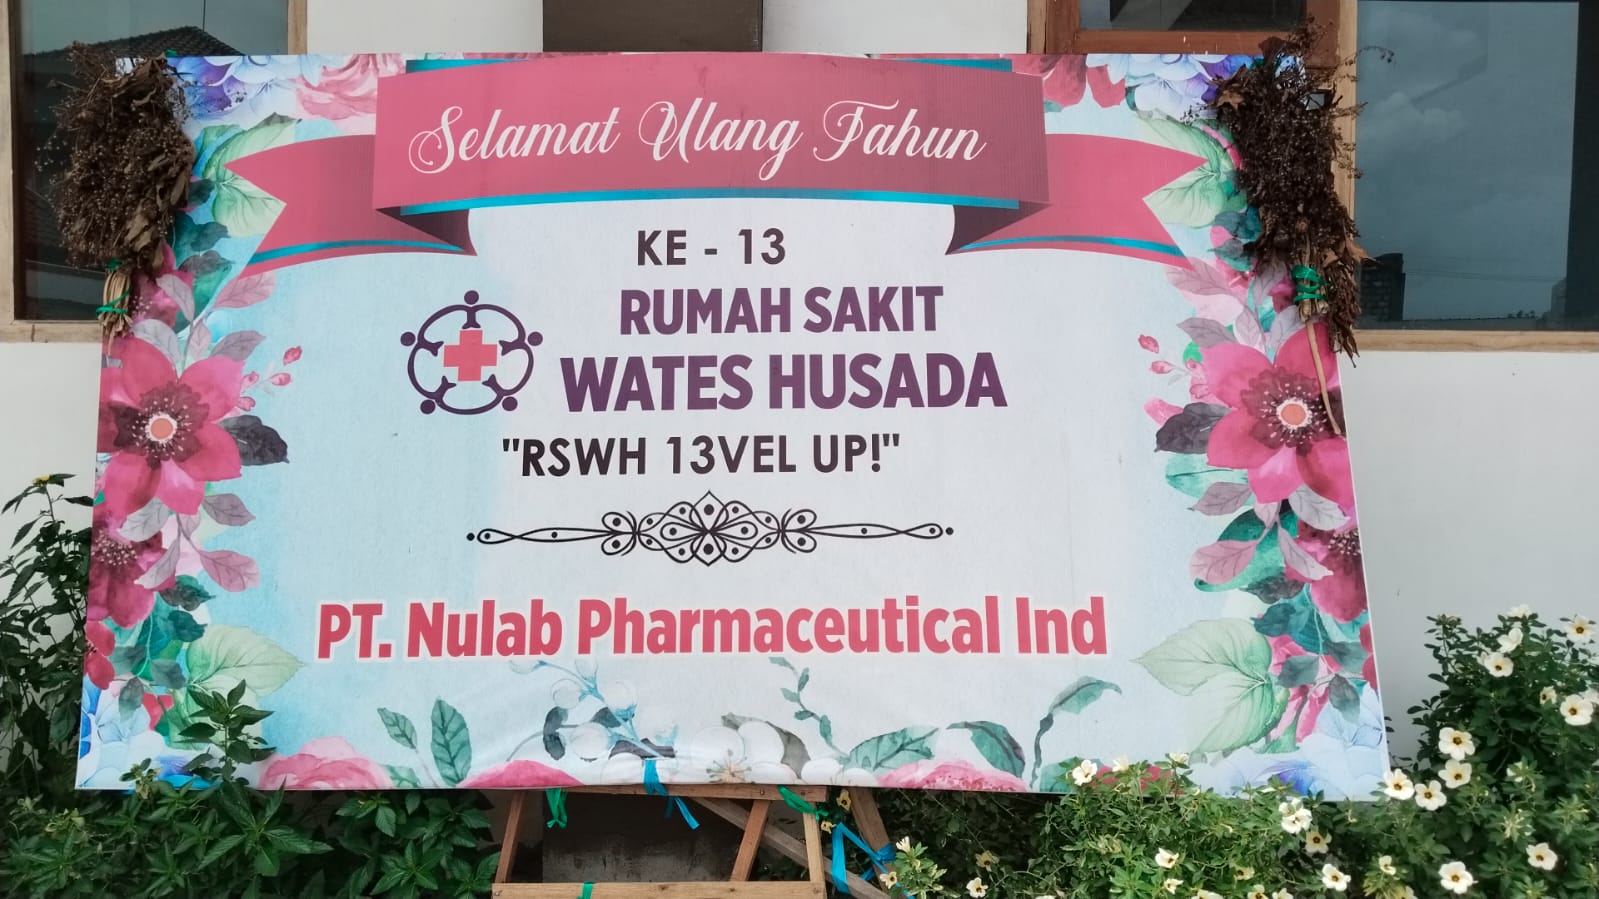 Selamat Ulang Tahun
KE - 13
RUMAH SAKIT
WATES HUSADA
"RSWH 13VEL UP!"
PT. Nulab Pharmaceutical Ind